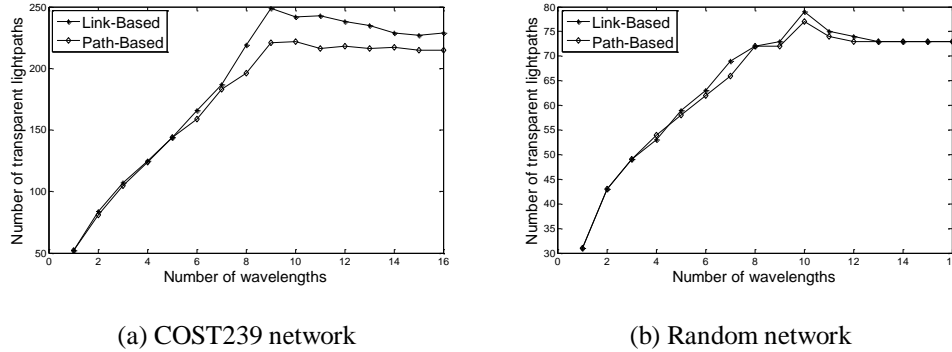 Link-Based
Path-Based
250
200
150
100
50
0 2 4 6 8 10 12 14 16
Number of transparent lightpaths
Number of wavelengths
(a) COST239 network
Link-Based
Path-Based
80
75
70
65
60
55
50
45
40
35
30
0 2 4 6 8 10 12 14 16
Number of transparent lightpaths
Number of wavelengths
(b) Random network